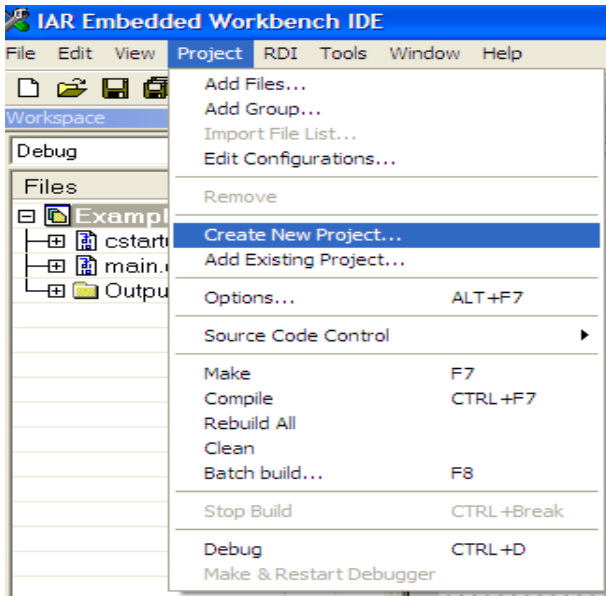 IAR Embedded Workbench IDE
File Edit View Project RDI Tools Window Help
Workspace
Debug
Files
Add Files...
Add Group...
Import File List...
Edit Configurations...
Remove
Create New Project...
Add Existing Project...
Options... ALT+F7
Source Code Control
Make F7
Compile CTRL+F7
Rebuild All
Clean
Batch build... F8
Stop Build CTRL+Break
Debug CTRL+D
Make & Restart Debugger